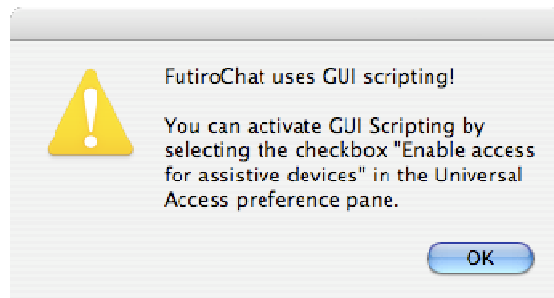 FutiroChat uses GUI scripting!
You can activate GUI Scripting by
selecting the checkbox "Enable access
for assistive devices" in the Universal
Access preference pane.
OK